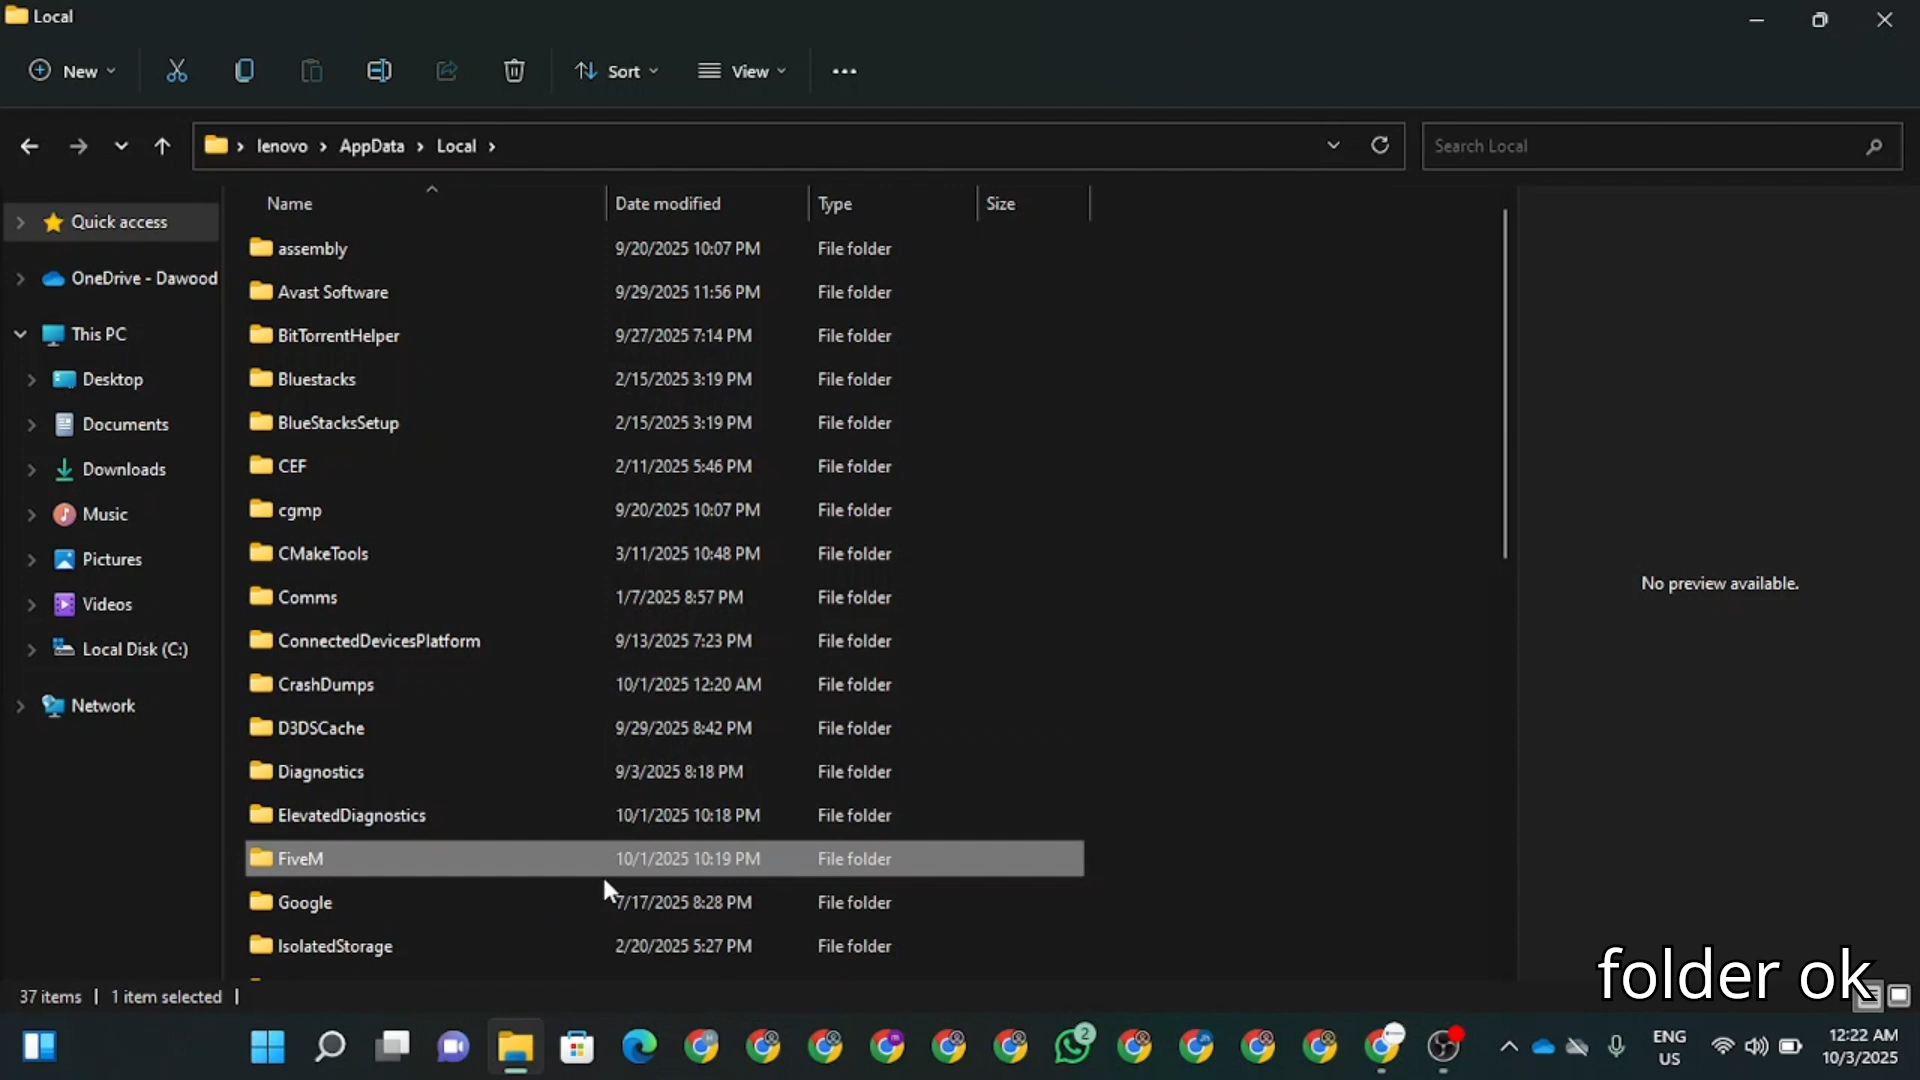 Local
New
Sort
View
lenovo
AppData
Local
Search Local
Name
Date modified
Type
Size
Quick access
OneDrive - Dawood
This PC
Desktop
Documents
Downloads
Music
Pictures
Videos
Local Disk (C:)
Network
assembly 9/20/2025 10:07 PM File folder
Avast Software 9/29/2025 11:56 PM File folder
BitTorrentHelper 9/27/2025 7:14 PM File folder
Bluestacks 2/15/2025 3:19 PM File folder
BlueStacksSetup 2/15/2025 3:19 PM File folder
CEF 2/11/2025 5:46 PM File folder
cgmp 9/20/2025 10:07 PM File folder
CMakeTools 3/11/2025 10:48 PM File folder
Comms 1/7/2025 8:57 PM File folder
ConnectedDevicesPlatform 9/13/2025 7:23 PM File folder
CrashDumps 10/1/2025 12:20 AM File folder
D3DSCache 9/29/2025 8:42 PM File folder
Diagnostics 9/3/2025 8:18 PM File folder
ElevatedDiagnostics 10/1/2025 10:18 PM File folder
FiveM 10/1/2025 10:19 PM File folder
Google 7/17/2025 8:28 PM File folder
IsolatedStorage 2/20/2025 5:27 PM File folder
No preview available.
folder ok
37 items
1 item selected
2
ENG
US
12:22 AM
10/3/2025